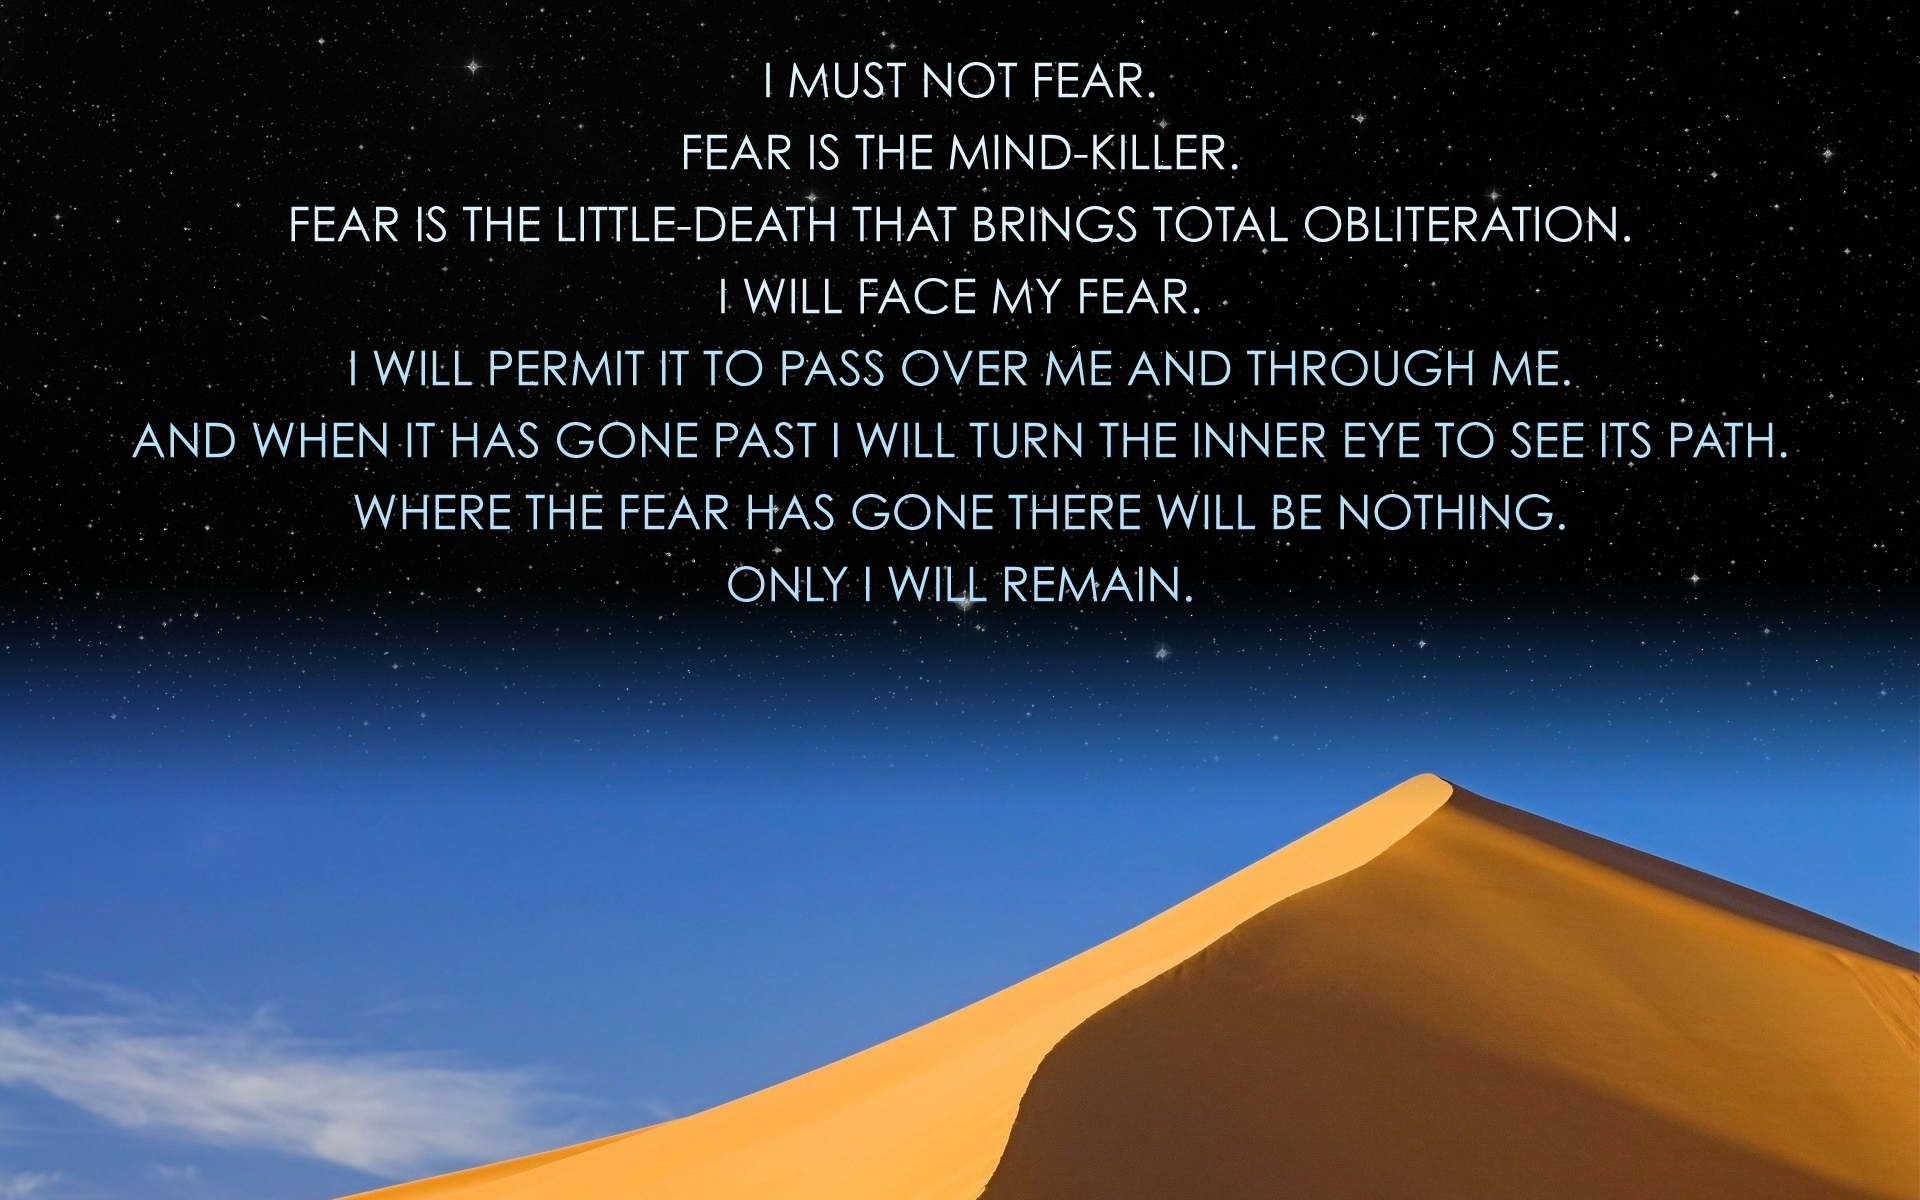 I MUST NOT FEAR.
FEAR IS THE MIND-KILLER.
FEAR IS THE LITTLE-DEATH THAT BRINGS TOTAL OBLITERATION.
I WILL FACE MY FEAR.
I WILL PERMIT IT TO PASS OVER ME AND THROUGH ME.
AND WHEN IT HAS GONE PAST I WILL TURN THE INNER EYE TO SEE ITS PATH.
WHERE THE FEAR HAS GONE THERE WILL BE NOTHING.
ONLY I WILL REMAIN.